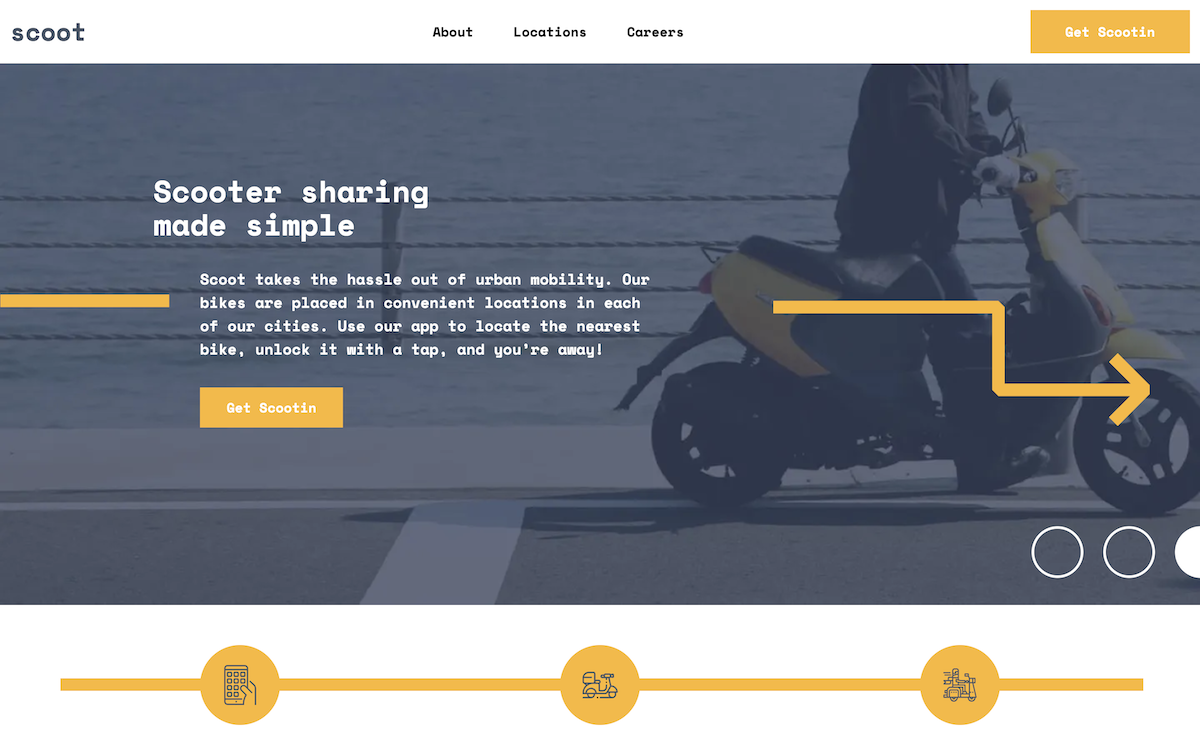 scoot
About
Locations
Careers
Get Scootin
Scooter sharing
made simple
Scoot takes the hassle out of urban mobility. Our
bikes are placed in convenient locations in each
of our cities. Use our app to locate the nearest
bike, unlock it with a tap, and you’re away!
Get Scootin